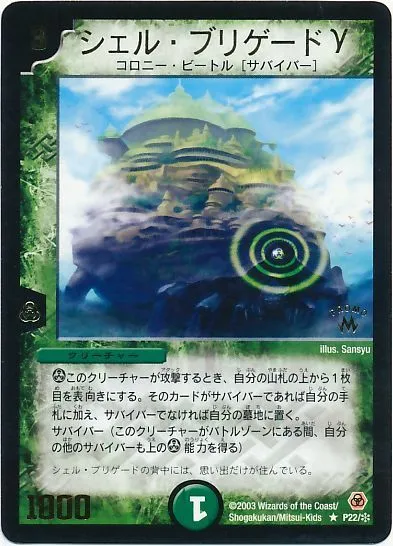 3
シェル・ブリゲードγ
コロニー・ビートル [サバイバー]
PROMO
M
illus. Sansyu
クリーチャー
このクリーチャーが攻撃するとき、自分の山札の上から1枚
目を表向きにする。そのカードがサバイバーであれば自分の手
札に加え、サバイバーでなければ自分の墓地に置く。
サバイバー（このクリーチャーがバトルゾーンにある間、自分
の他のサバイバーも上の 能力を得る）
シェル・ブリゲードの背中には、思い出だけが住んでいる。
1000
1
©2003 Wizards of the Coast/
Shogakukan/Mitsui-Kids ★ P22/